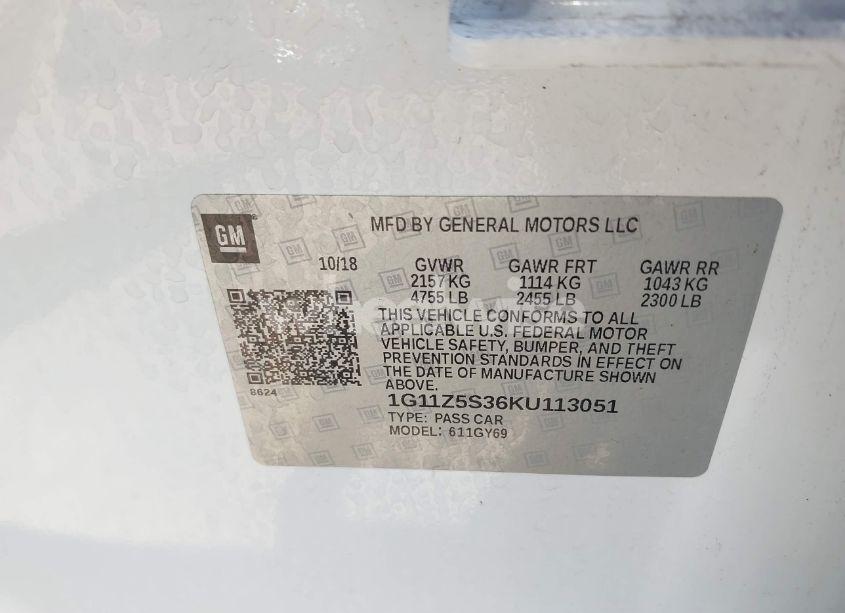 GM
MFD BY GENERAL MOTORS LLC
10/18 GVWR GAWR FRT GAWR RR
2157 KG 1114 KG 1043 KG
4755 LB 2455 LB 2300 LB
THIS VEHICLE CONFORMS TO ALL
APPLICABLE U.S. FEDERAL MOTOR
VEHICLE SAFETY, BUMPER, AND THEFT
PREVENTION STANDARDS IN EFFECT ON
THE DATE OF MANUFACTURE SHOWN
ABOVE.
8624
1G11Z5S36KU113051
TYPE: PASS CAR
MODEL: 611GY69